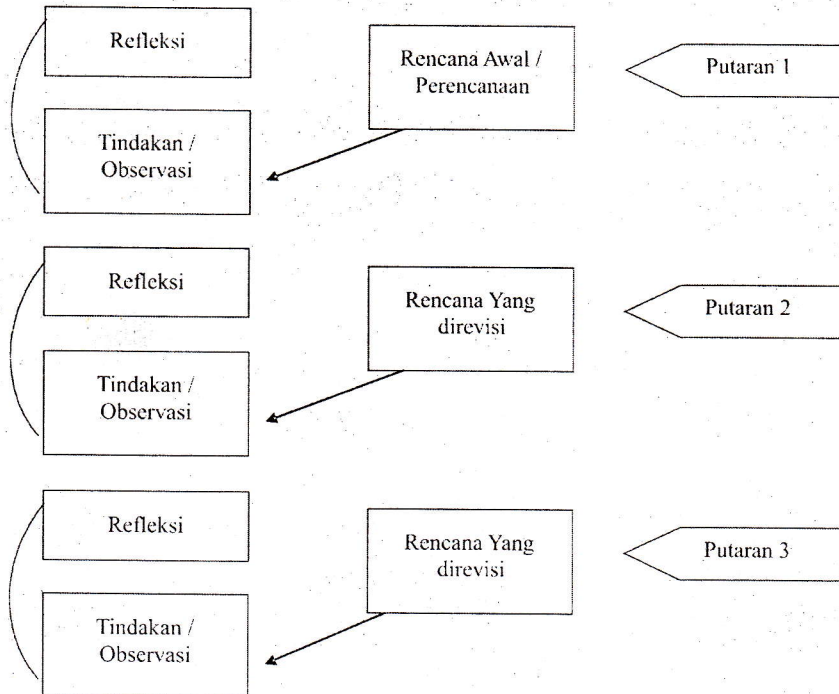 Refleksi
Rencana Awal /
Perencanaan
Putaran 1
Tindakan /
Observasi
Refleksi
Rencana Yang
direvisi
Putaran 2
Tindakan /
Observasi
Refleksi
Rencana Yang
direvisi
Putaran 3
Tindakan /
Observasi